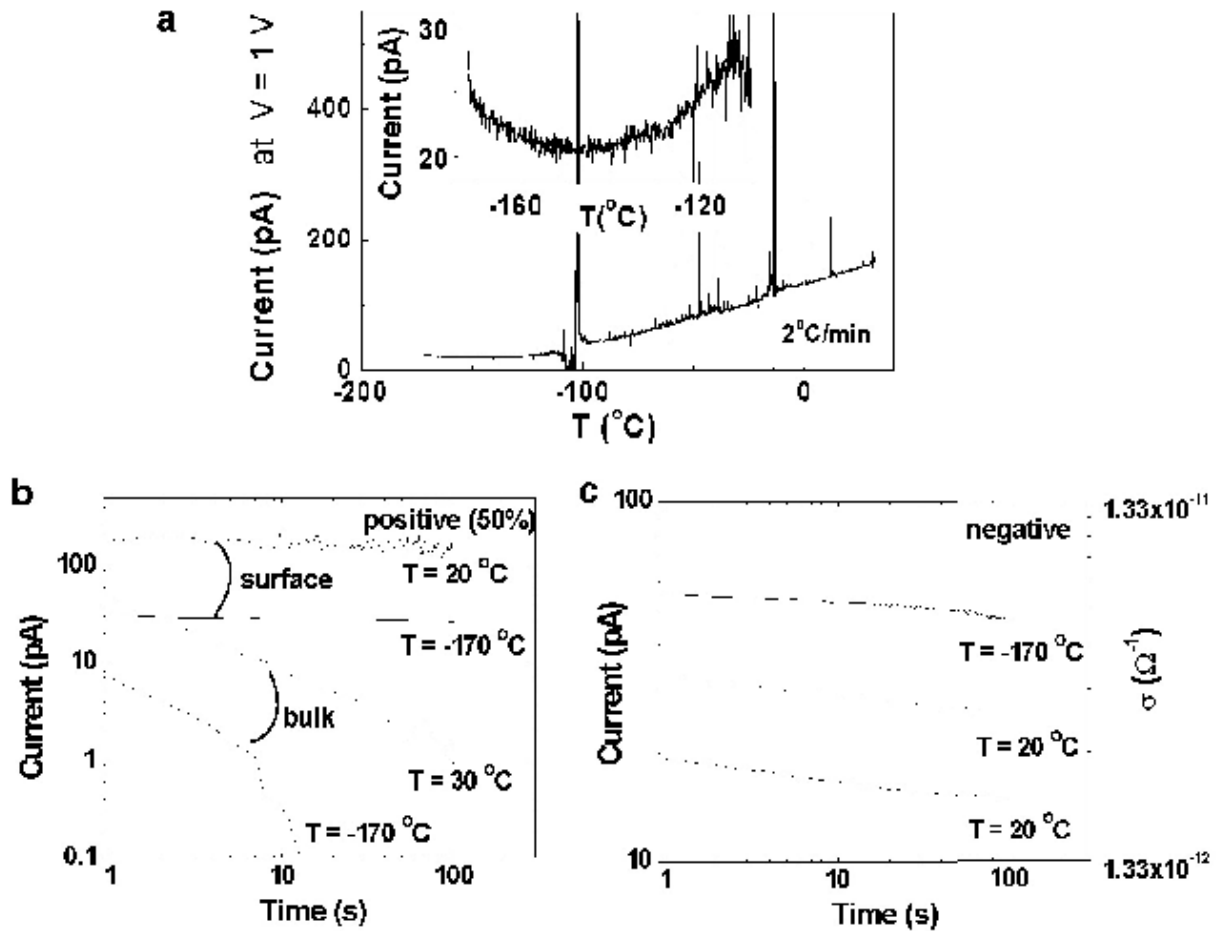 a
Current (pA) at V = 1 V
400
200
0
Current (pA)
30
20
-160
-120
T(°C)
2°C/min
-200
-100
0
T (°C)
b
positive (50%)
T = 20 °C
surface
T = -170 °C
bulk
T = 30 °C
T = -170 °C
Current (pA)
100
10
1
0.1
1
10
100
Time (s)
c
negative
T = -170 °C
T = 20 °C
T = 20 °C
Current (pA)
100
10
1
10
100
Time (s)
1.33x10⁻¹¹
σ (Ω⁻¹)
1.33x10⁻¹²